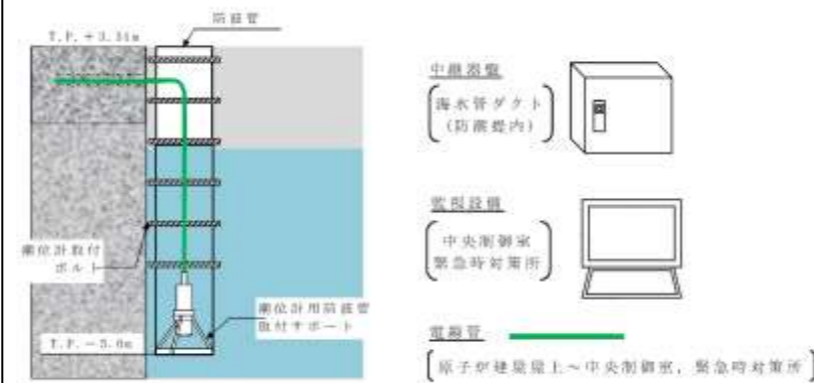 防波管
T.P.+3.51m
潮位計取付
ボルト
潮位計用防波管
取付サポート
T.P.-5.0m
中継器盤
海水管ダクト
(防潮堤内)
監視設備
中央制御室
緊急時対策所
電線管
原子炉建屋屋上～中央制御室,緊急時対策所